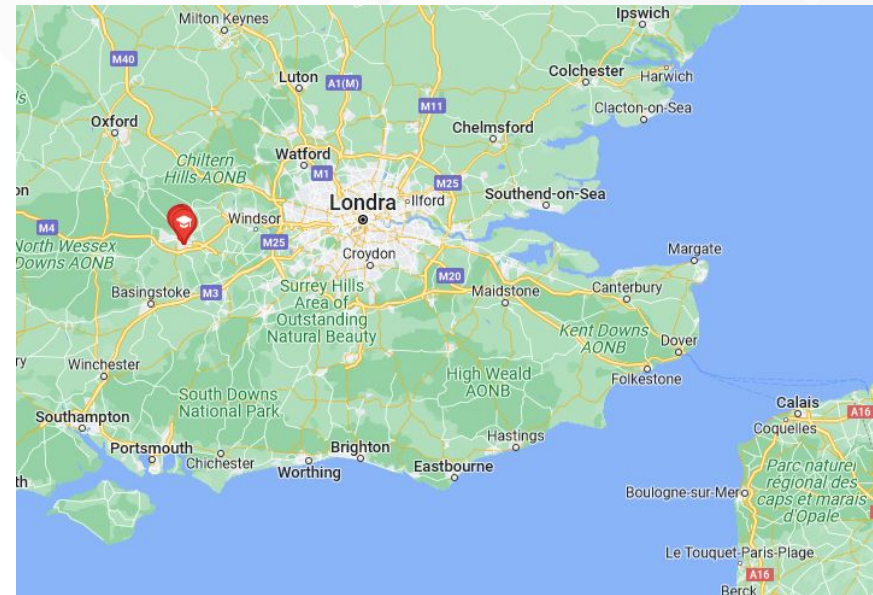 Ipswich
Milton Keynes
M40
Luton
A1(M)
M11
Colchester
Harwich
Clacton-on-Sea
Oxford
Chelmsford
Chiltern
Hills AONB
Watford
M1
M25
Londra
Ilford
Southend-on-Sea
Windsor
M4
M25
North Wessex
Downs AONB
Croydon
M20
Margate
Basingstoke
M3
Surrey Hills
Area of
Outstanding
Natural Beauty
Maidstone
Canterbury
Kent Downs
AONB
Dover
Folkestone
Winchester
High Weald
AONB
South Downs
National Park
Southampton
Portsmouth
Chichester
Worthing
Brighton
Eastbourne
Hastings
Calais
A16
Coquelles
Parc naturel
régional des
caps et marais
d'Opale
Boulogne-sur-Mer
Le Touquet-Paris-Plage
A16
Berck